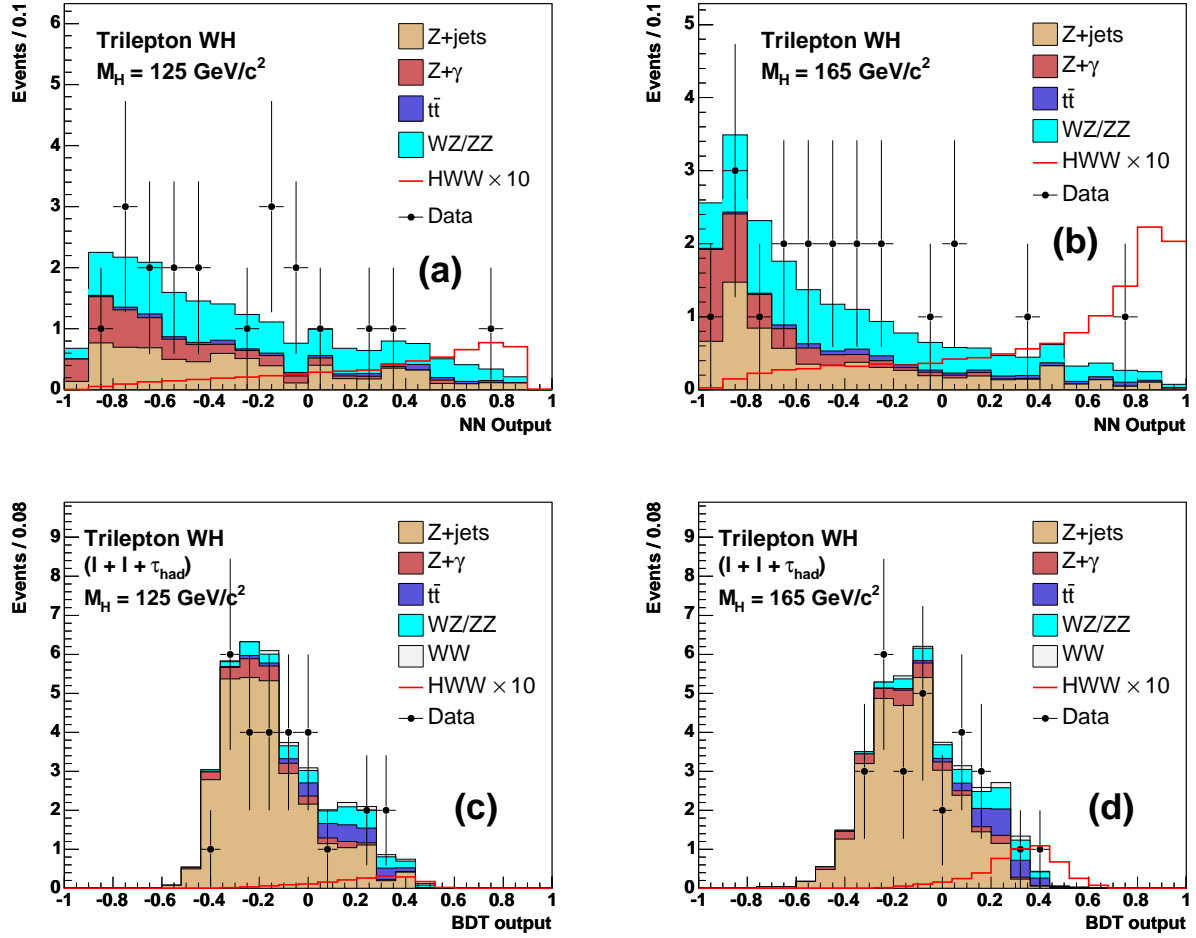 Events / 0.1
6
5
4
3
2
1
0
Trilepton WH
M_H = 125 GeV/c²
Z+jets
Z+γ
tt̄
WZ/ZZ
HWW × 10
Data
(a)
-1 -0.8 -0.6 -0.4 -0.2 0 0.2 0.4 0.6 0.8 1
NN Output
Events / 0.1
5
4
3
2
1
0
Trilepton WH
M_H = 165 GeV/c²
Z+jets
Z+γ
tt̄
WZ/ZZ
HWW × 10
Data
(b)
-1 -0.8 -0.6 -0.4 -0.2 0 0.2 0.4 0.6 0.8 1
NN Output
Events / 0.08
9
8
7
6
5
4
3
2
1
0
Trilepton WH
(l + l + τ_had)
M_H = 125 GeV/c²
Z+jets
Z+γ
tt̄
WZ/ZZ
WW
HWW × 10
Data
(c)
-1 -0.8 -0.6 -0.4 -0.2 0 0.2 0.4 0.6 0.8 1
BDT output
Events / 0.08
9
8
7
6
5
4
3
2
1
0
Trilepton WH
(l + l + τ_had)
M_H = 165 GeV/c²
Z+jets
Z+γ
tt̄
WZ/ZZ
WW
HWW × 10
Data
(d)
-1 -0.8 -0.6 -0.4 -0.2 0 0.2 0.4 0.6 0.8 1
BDT output